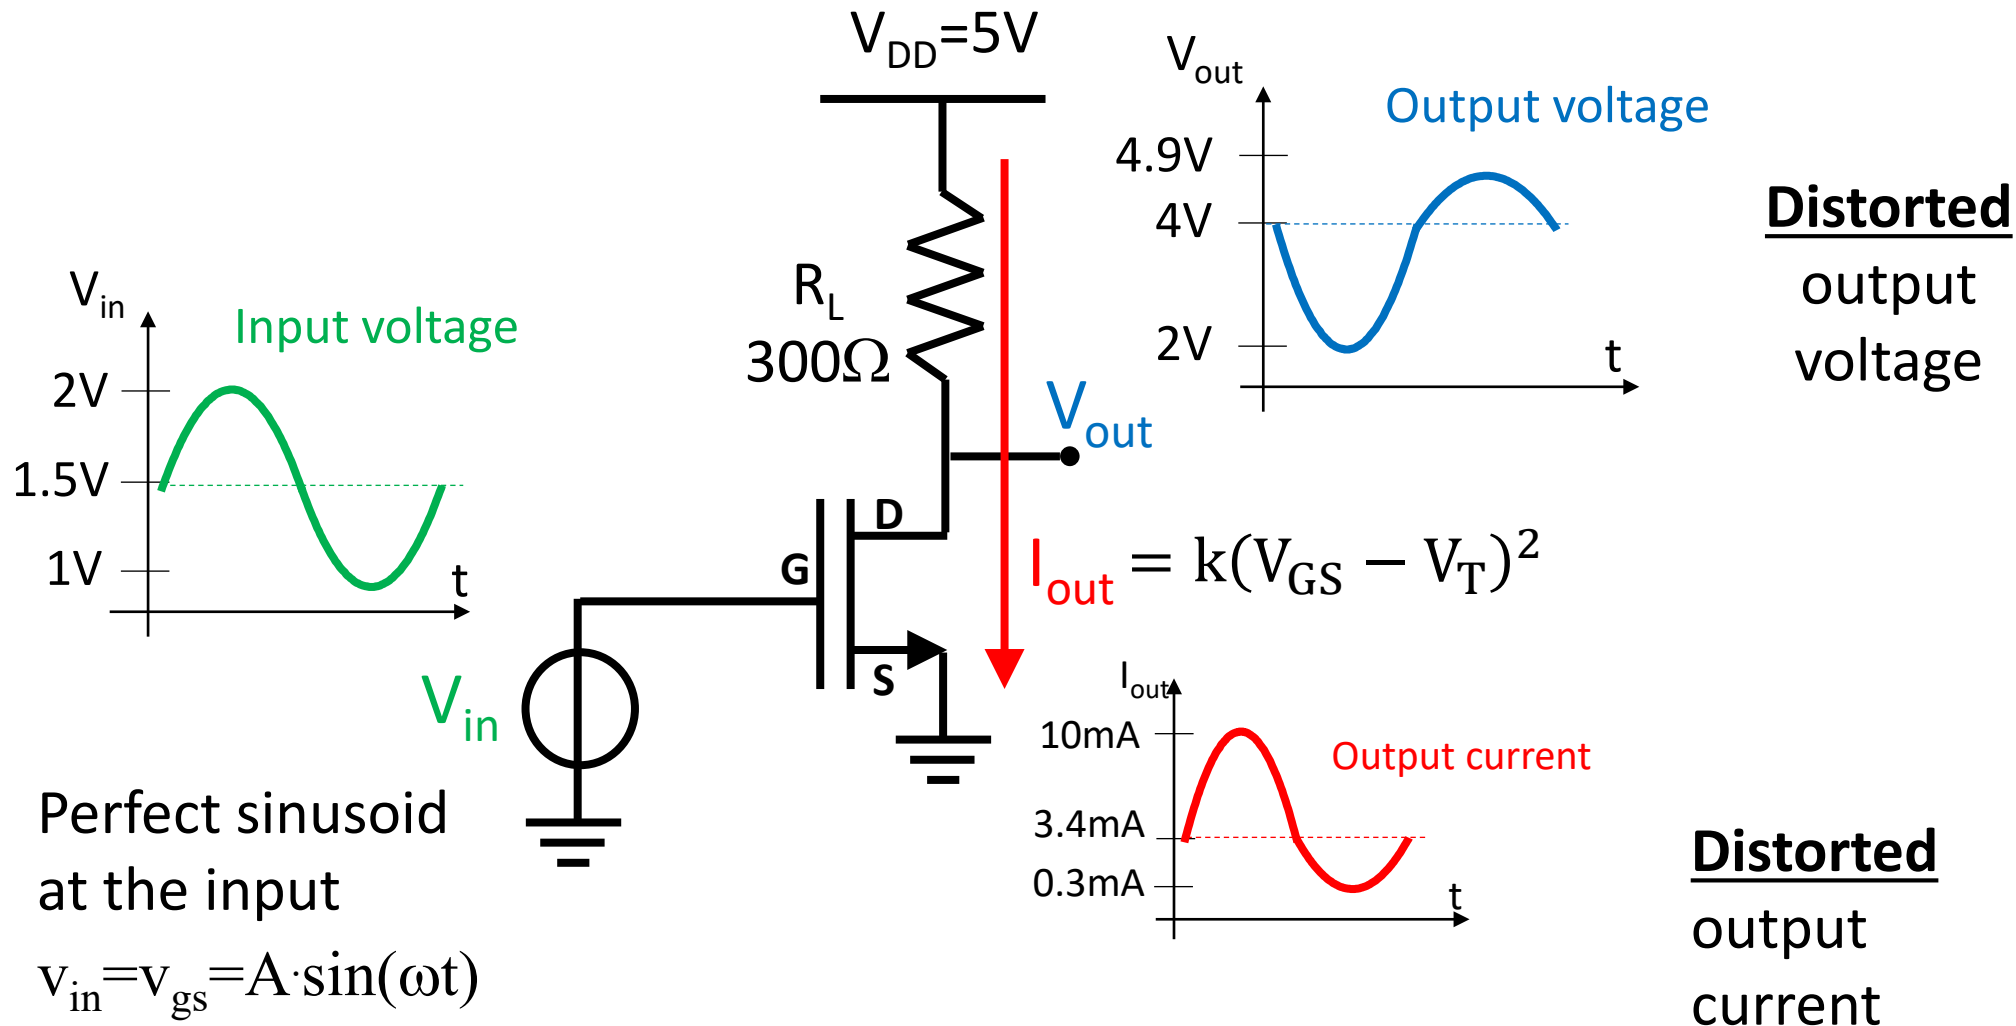 V_DD=5V
V_out
Output voltage
4.9V
4V
2V
t
Distorted
output
voltage
V_in
Input voltage
2V
1.5V
1V
t
R_L
300Ω
V_out
D
G
S
I_out = k(V_GS − V_T)²
V_in
I_out
10mA
Output current
3.4mA
0.3mA
t
Perfect sinusoid
at the input
v_in=v_gs=A·sin(ωt)
Distorted
output
current